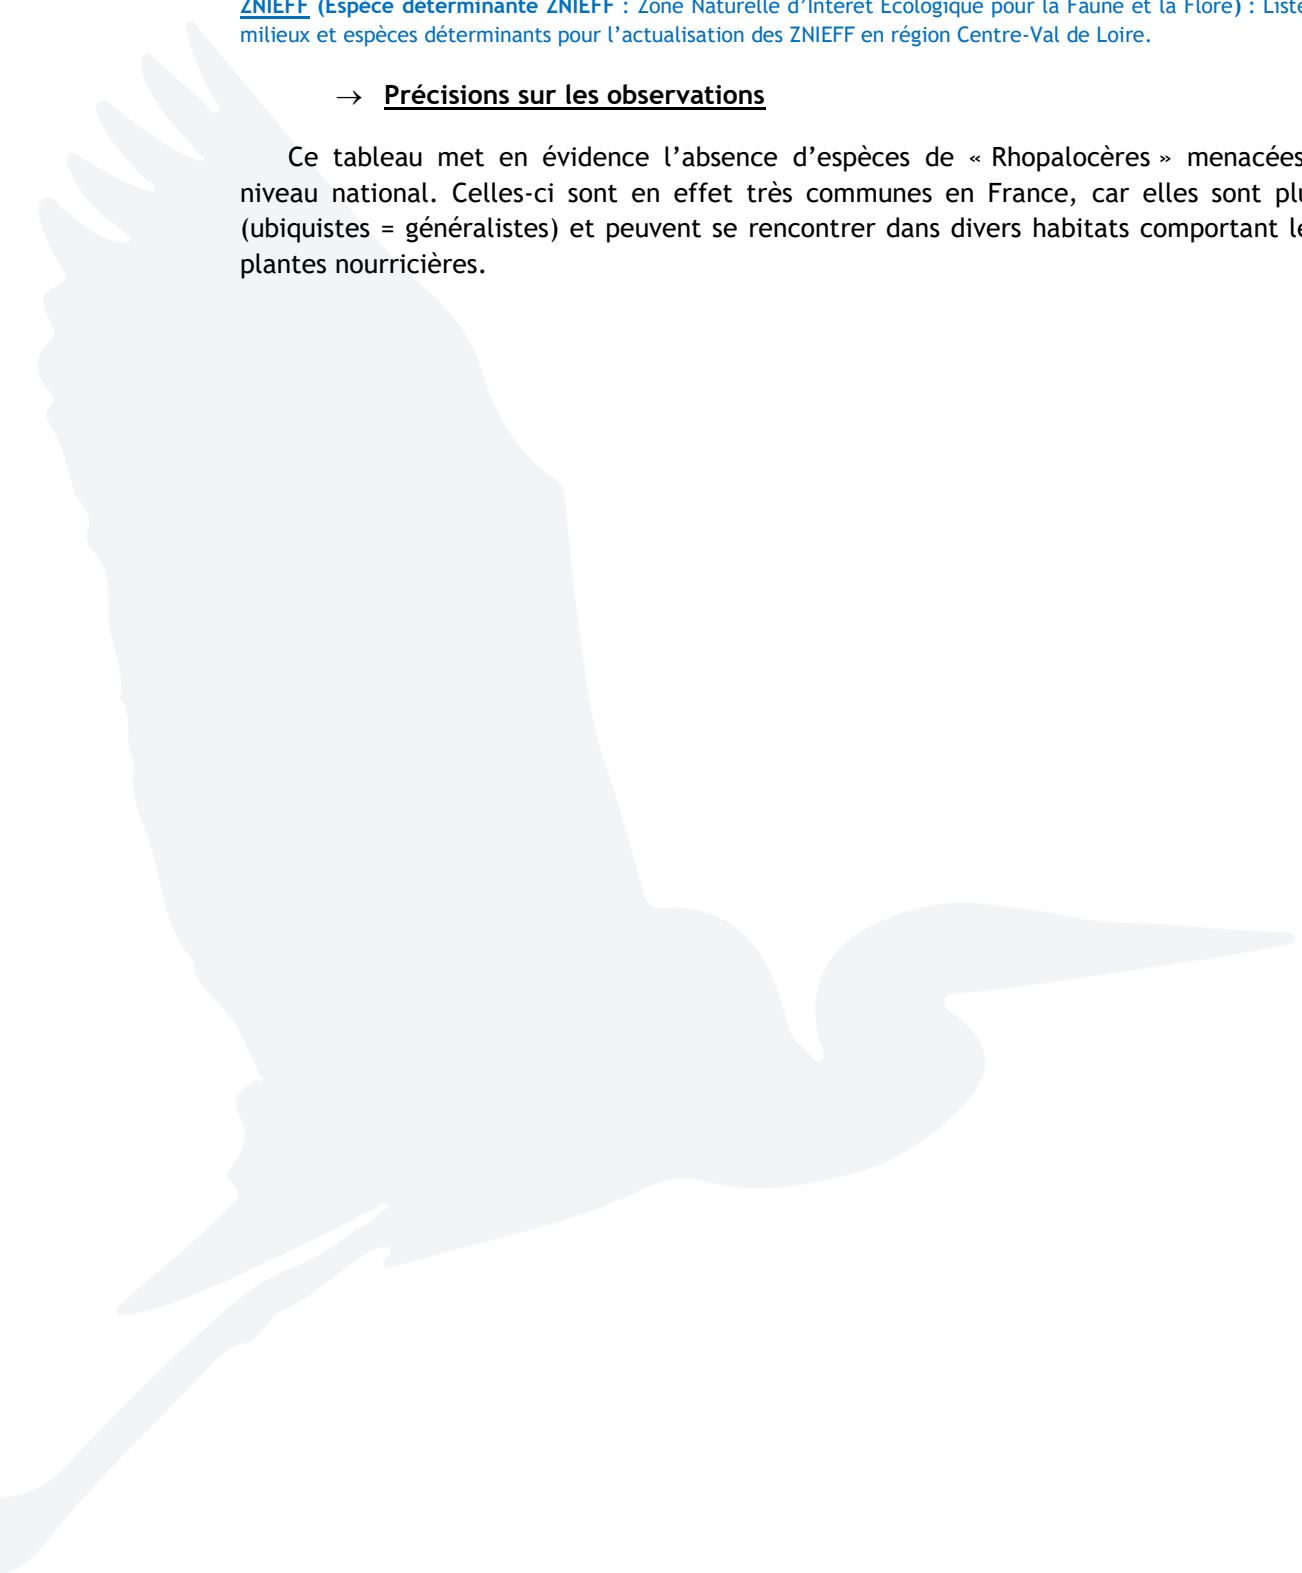 ZNIEFF (Espèce déterminante ZNIEFF : Zone Naturelle d’Intérêt Ecologique pour la Faune et la Flore) : Liste
milieux et espèces déterminants pour l’actualisation des ZNIEFF en région Centre-Val de Loire.
→ Précisions sur les observations
Ce tableau met en évidence l’absence d’espèces de « Rhopalocères » menacées
niveau national. Celles-ci sont en effet très communes en France, car elles sont
(ubiquistes = généralistes) et peuvent se rencontrer dans divers habitats comportant
plantes nourricières.